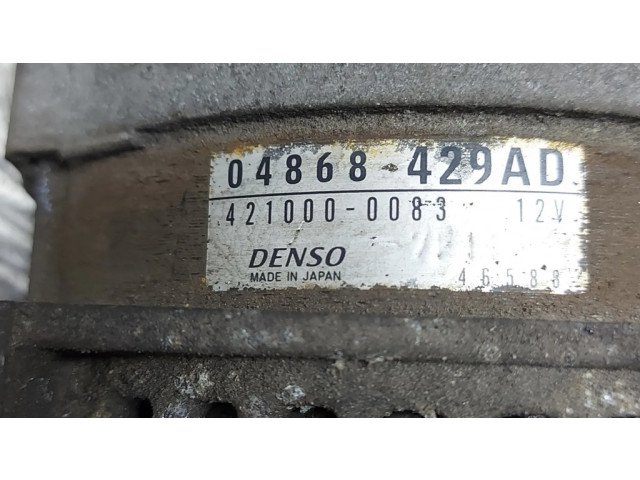 04868 429AD
421000-0083 12V
DENSO
MADE IN JAPAN 46588